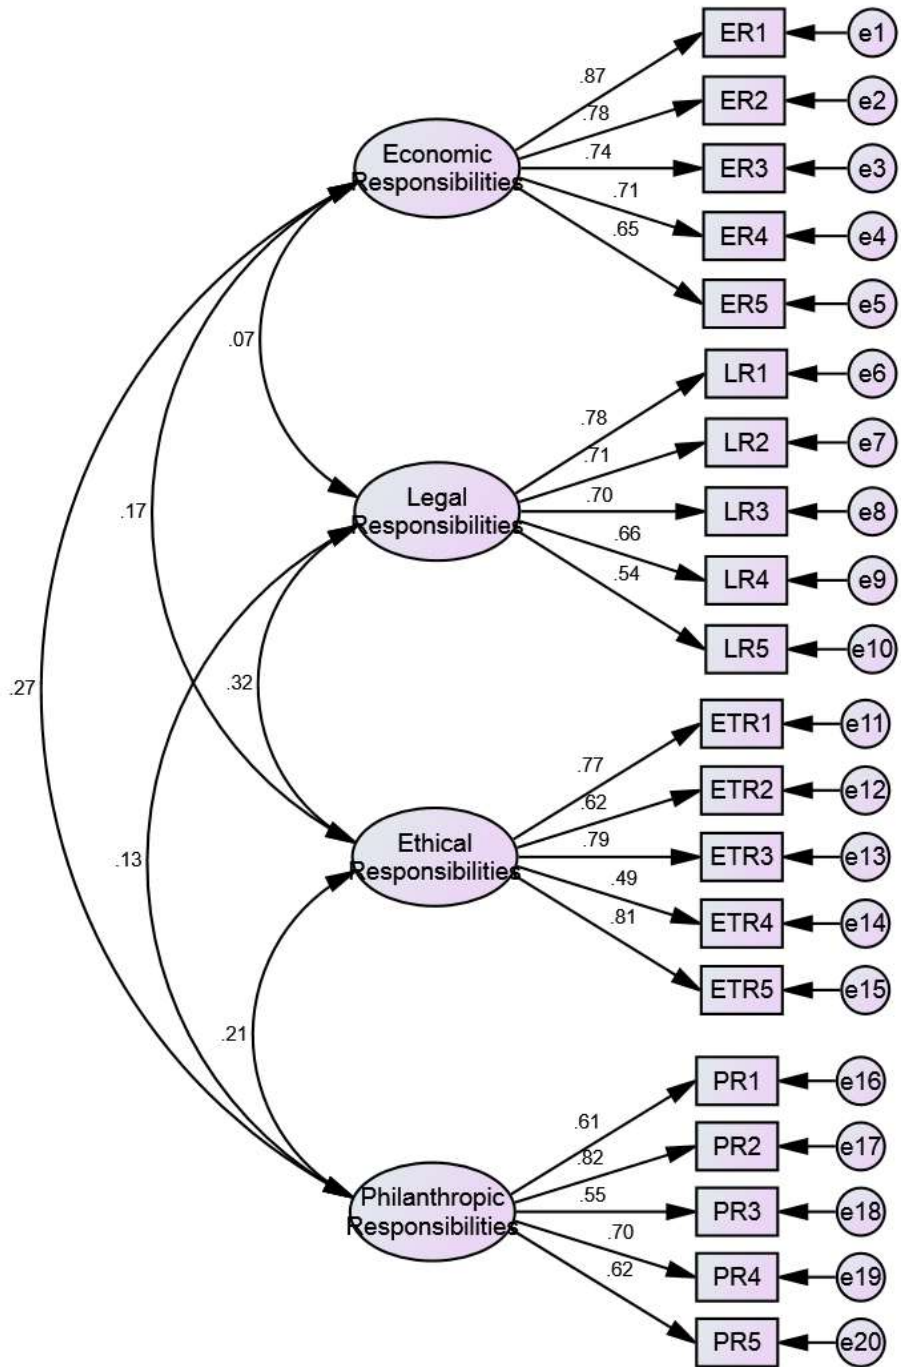 ER1
e1
.87
ER2
e2
.78
Economic
Responsibilities
.74
ER3
e3
.71
ER4
e4
.65
ER5
e5
.07
LR1
e6
.78
LR2
e7
.71
Legal
Responsibilities
.70
LR3
e8
.66
LR4
e9
.54
LR5
e10
.17
.27
.32
.13
ETR1
e11
.77
ETR2
e12
.62
Ethical
Responsibilities
.79
ETR3
e13
.49
ETR4
e14
.81
ETR5
e15
.21
PR1
e16
.61
PR2
e17
.82
Philanthropic
Responsibilities
.55
PR3
e18
.70
PR4
e19
.62
PR5
e20